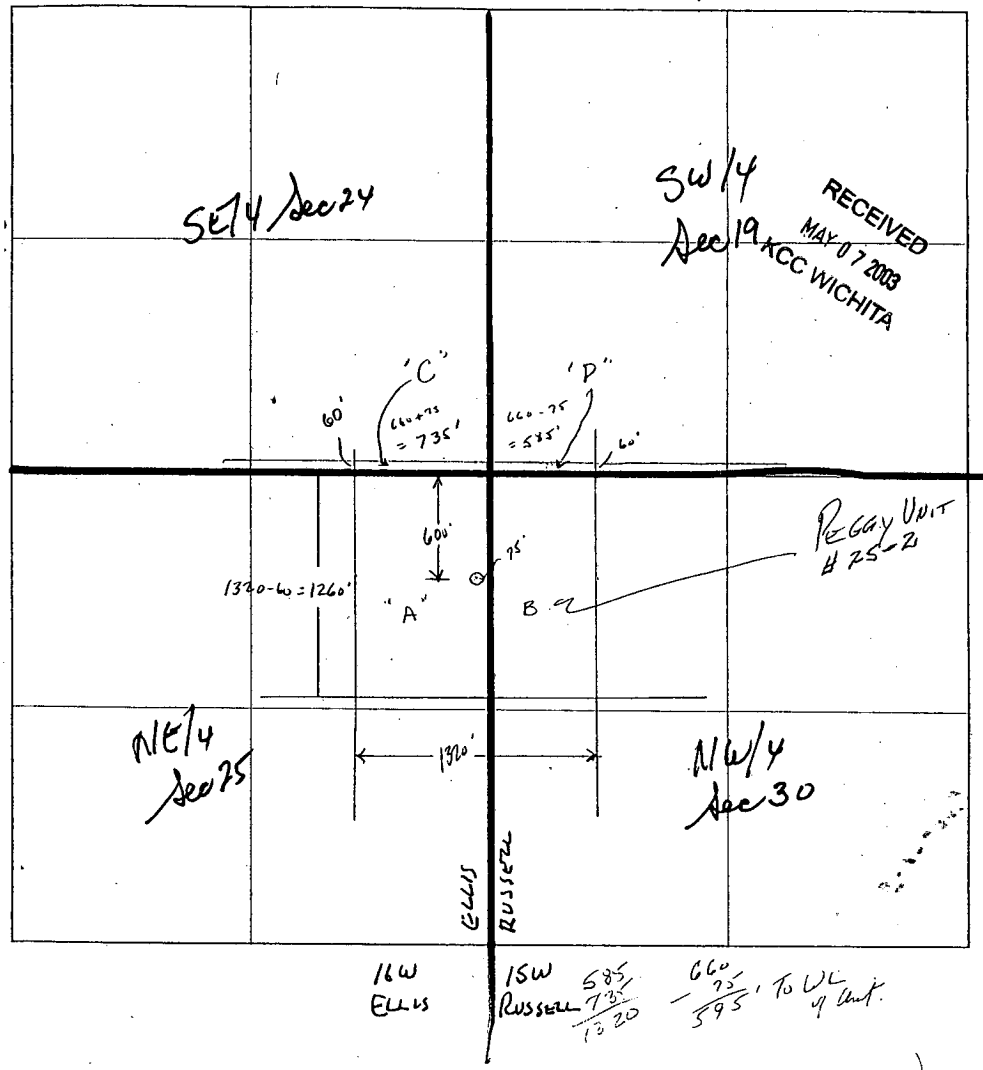 SE/4 Sec 24
SW/4
Sec 19
RECEIVED
MAY 07 2003
KCC WICHITA
"C"
"D"
60'
660+75
= 735'
660-75
= 585'
60'
600'
75'
PEGGY UNIT
# 25-2
1320-60=1260'
"A"
B
NE/4
Sec 25
1320'
NW/4
Sec 30
ELLIS
RUSSELL
16W
ELLIS
15W
RUSSELL
585
735
1320
660
- 75
595' To WL
of Unit.